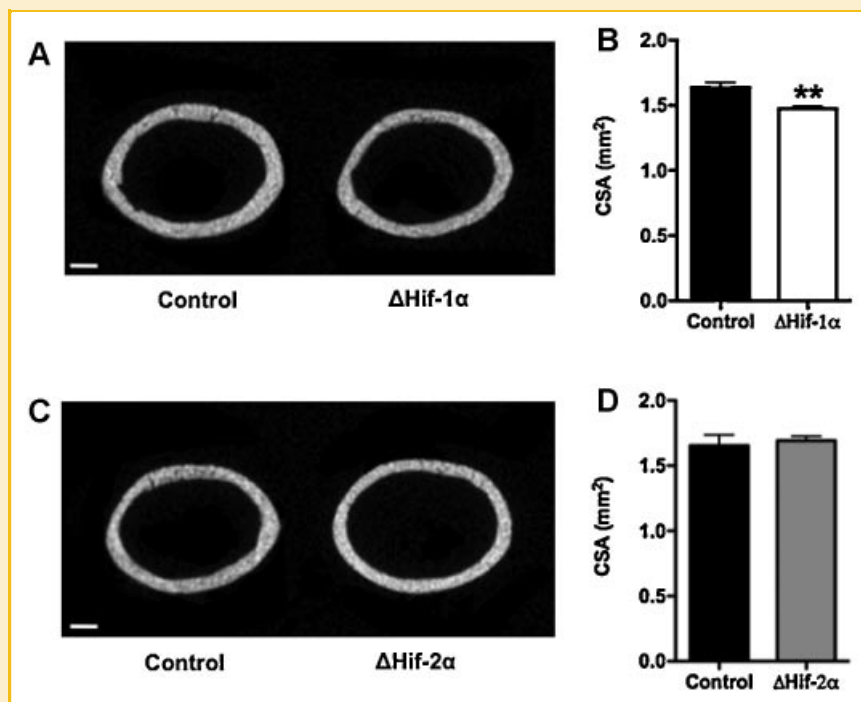 A
Control
ΔHif-1α
B
CSA (mm²)
2.0
1.5
1.0
0.5
0.0
**
Control
ΔHif-1α
C
Control
ΔHif-2α
D
CSA (mm²)
2.0
1.5
1.0
0.5
0.0
Control
ΔHif-2α